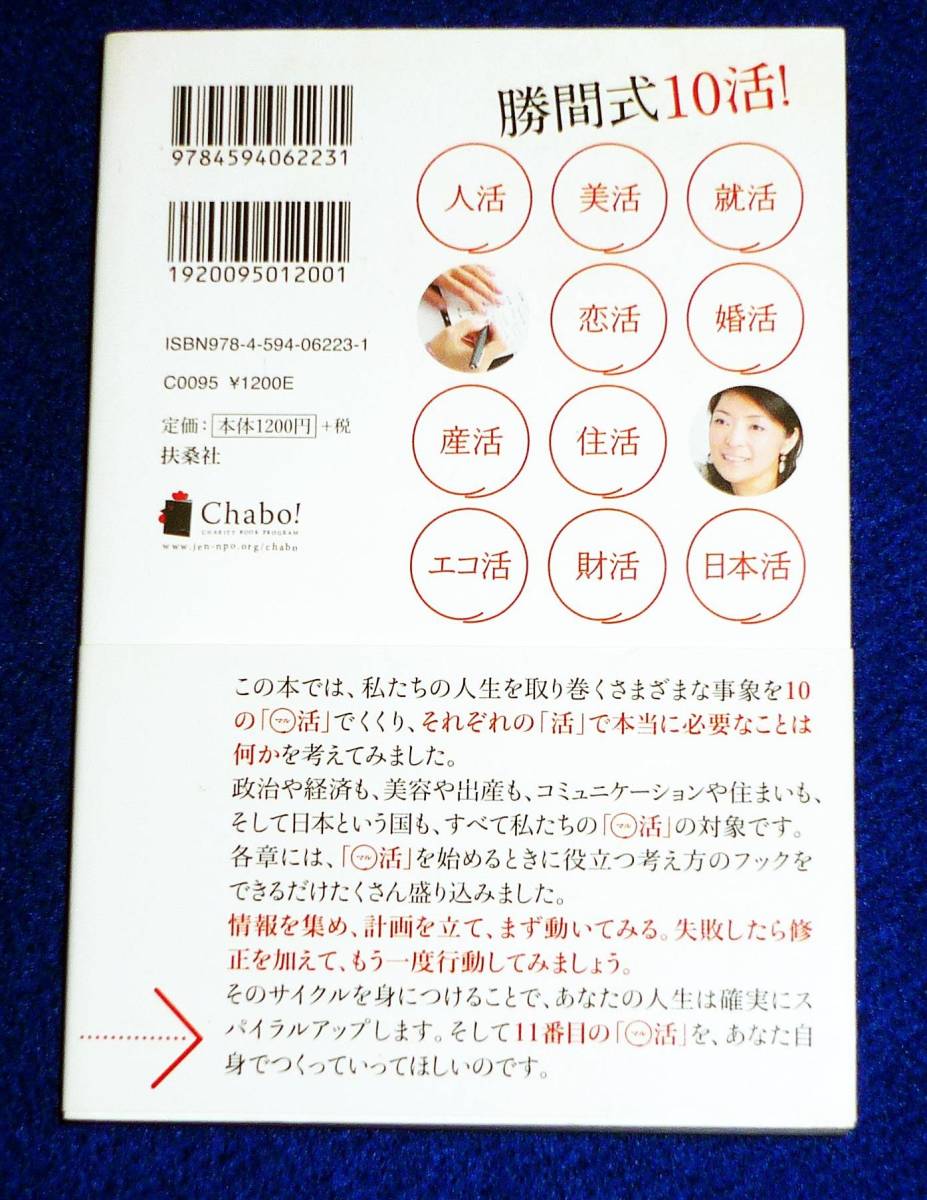 9784594062231
1920095012001
ISBN978-4-594-06223-1
C0095 ¥1200E
定価：本体1200円+税
扶桑社
Chabo!
CHARITY BOOK PROGRAM
www.jen-npo.org/chabo
勝間式10活!
人活 美活 就活
恋活 婚活
産活 住活
エコ活 財活 日本活
この本では、私たちの人生を取り巻くさまざまな事象を10
の「マル活」でくくり、それぞれの「活」で本当に必要なことは
何かを考えてみました。
政治や経済も、美容や出産も、コミュニケーションや住まいも、
そして日本という国も、すべて私たちの「マル活」の対象です。
各章には、「マル活」を始めるときに役立つ考え方のフックを
できるだけたくさん盛り込みました。
情報を集め、計画を立て、まず動いてみる。失敗したら修
正を加えて、もう一度行動してみましょう。
そのサイクルを身につけることで、あなたの人生は確実にス
パイラルアップします。そして11番目の「マル活」を、あなた自
身でつくっていってほしいのです。